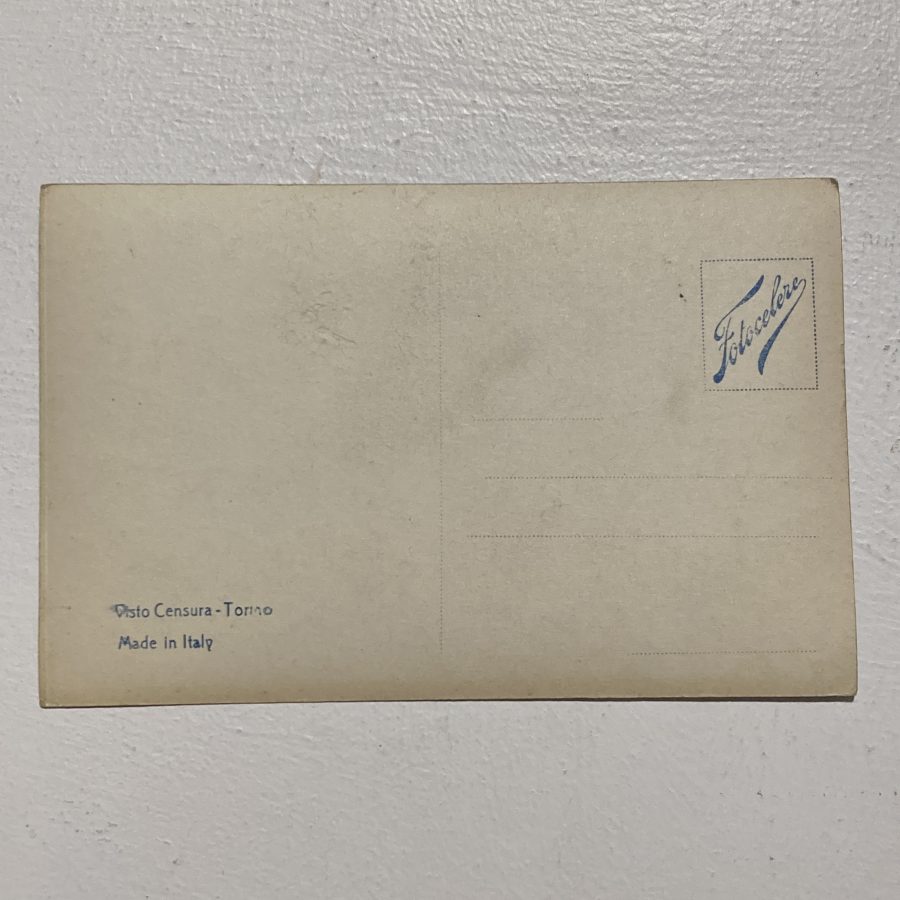 Fotocelere
Visto Censura - Torino
Made in Italy